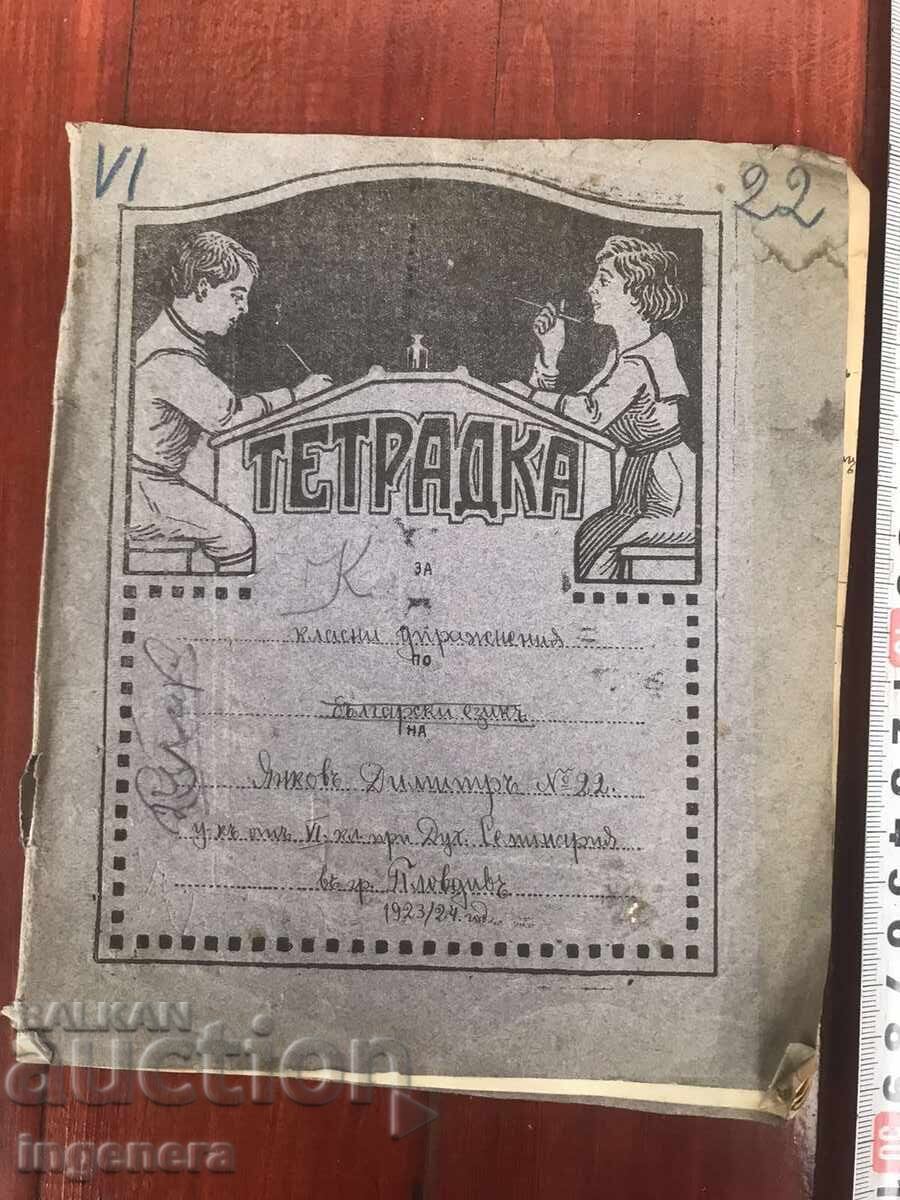 VI
22
ТЕТРАДКА
К
ЗА
класни упражнения
ПО
Български езикъ
НА
Янковъ Димитръ № 22.
у-къ отъ VI. кл. при Дух. Семинария
въ гр. Пловдивъ
1923/24 год.
BALKAN
auction
ingenera